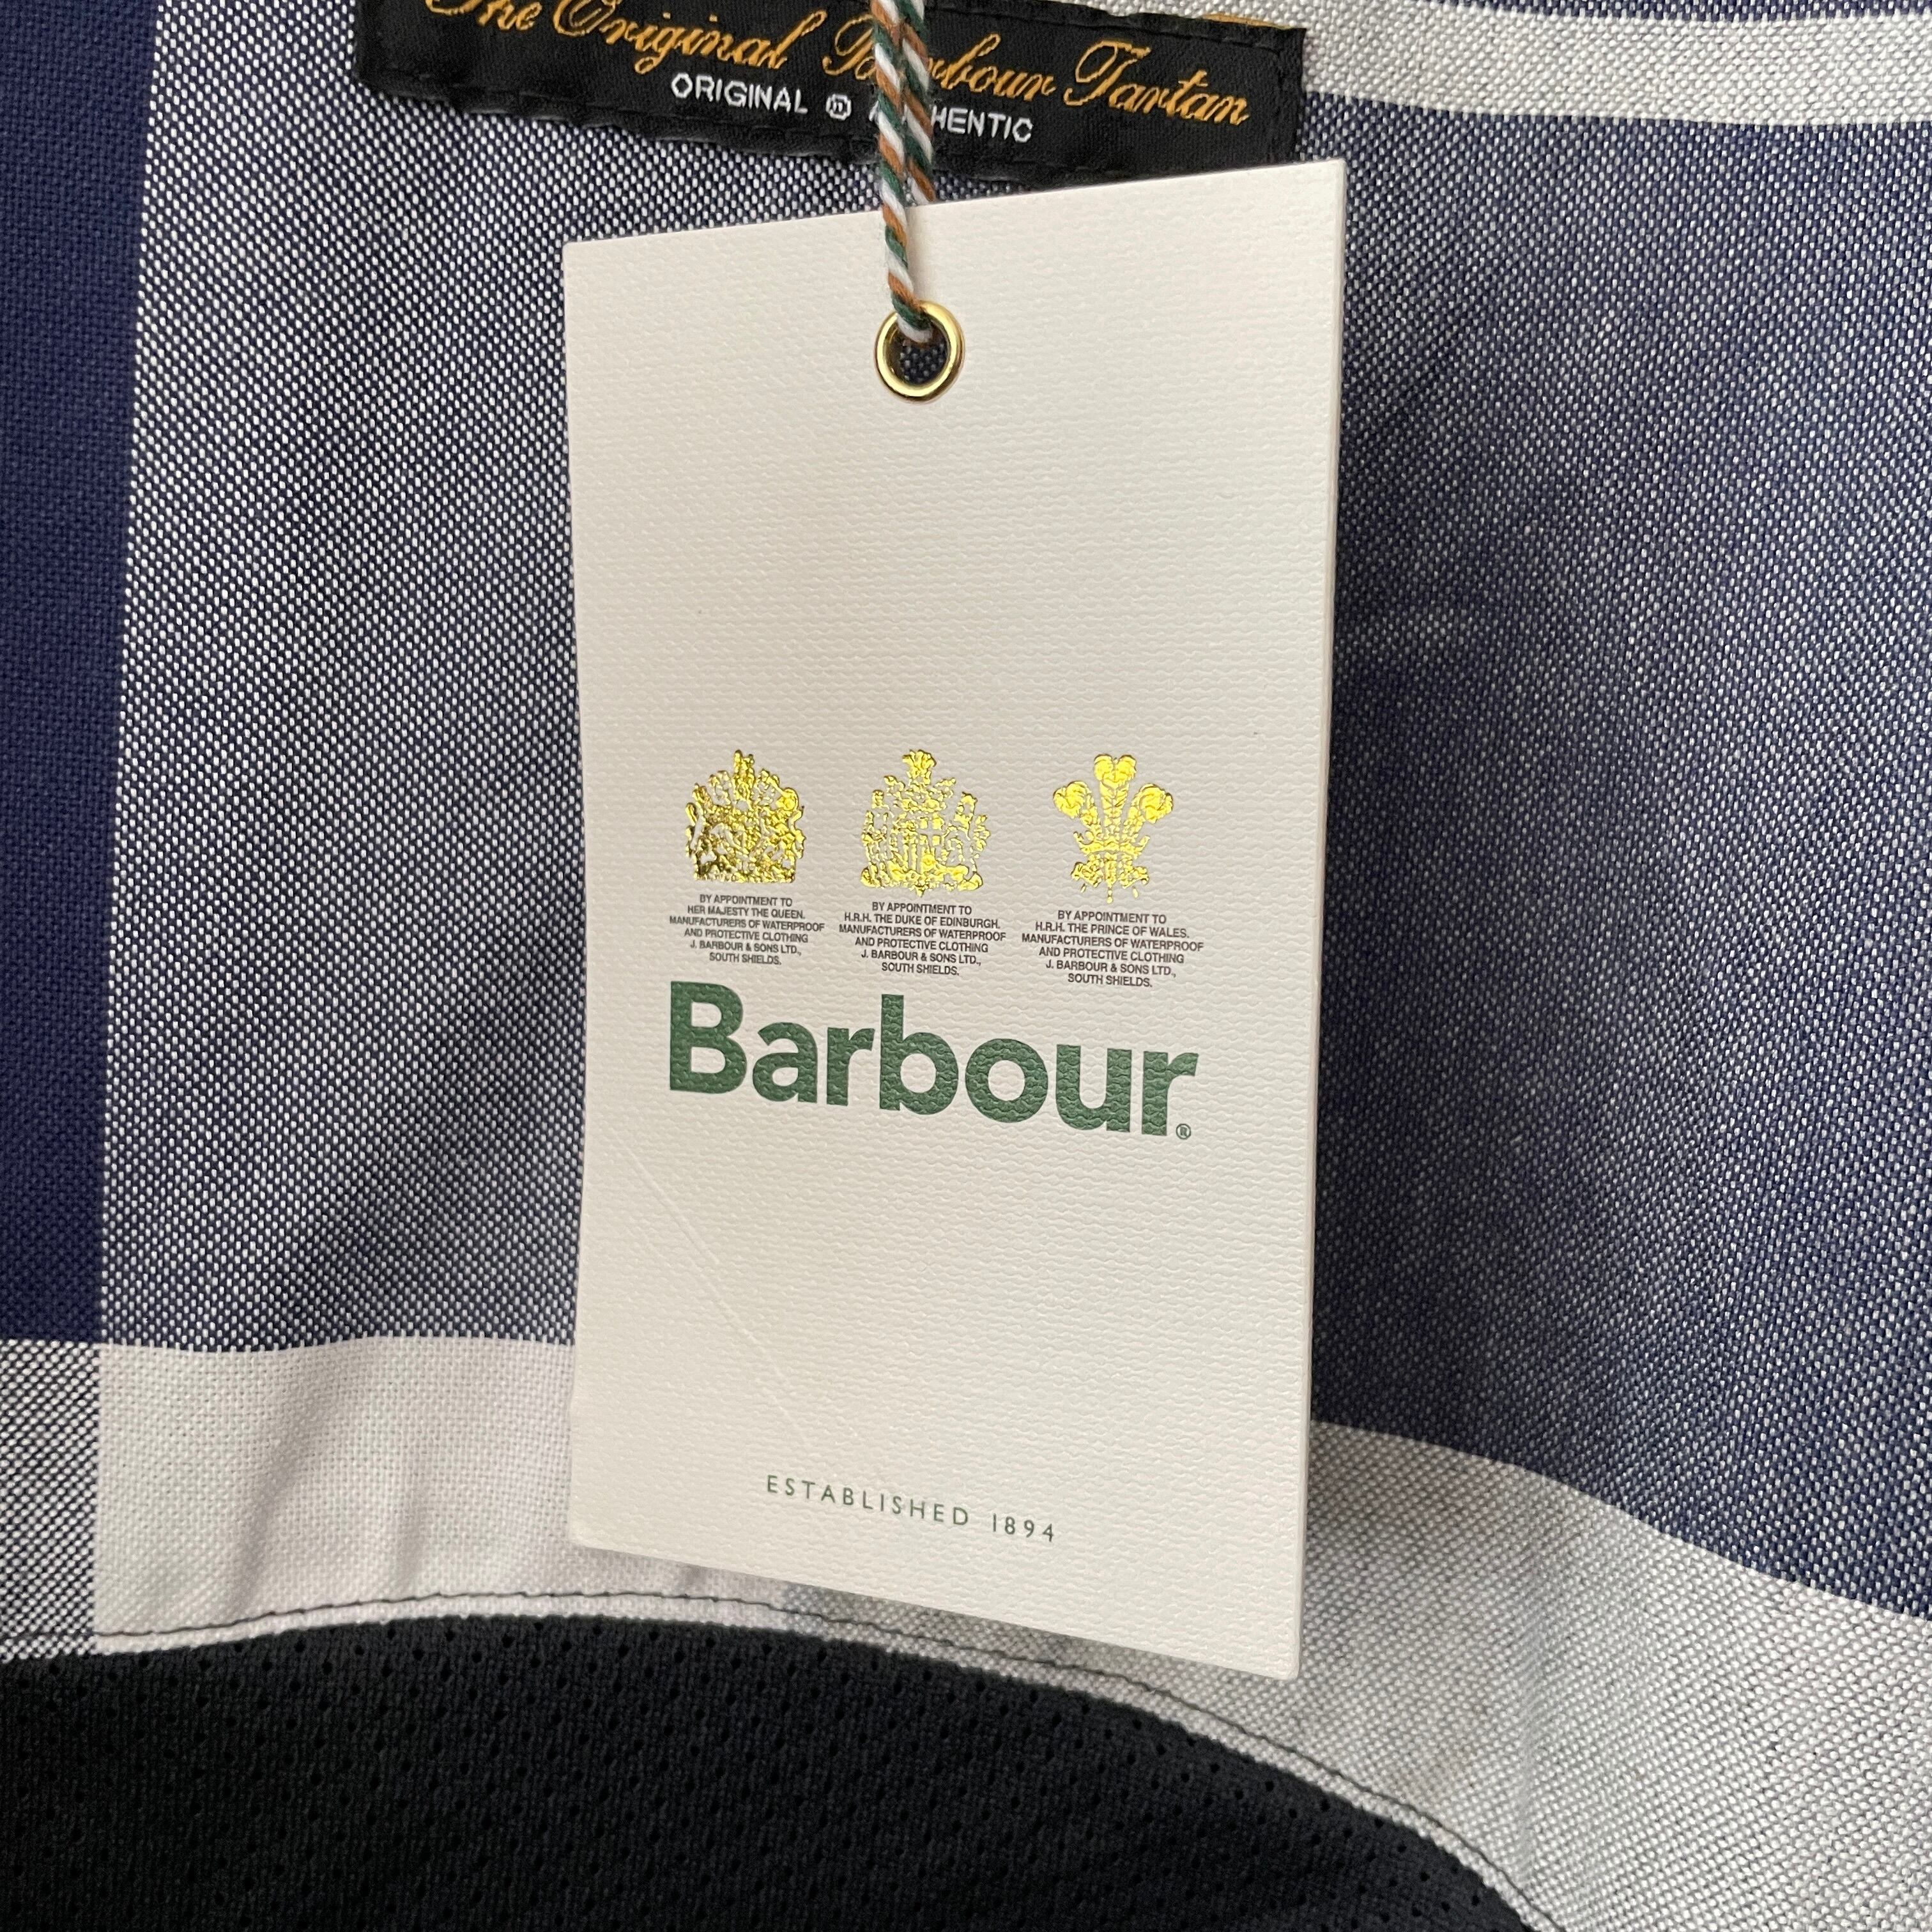 The Original Barbour Tartan
ORIGINAL AUTHENTIC
BY APPOINTMENT TO
HER MAJESTY THE QUEEN.
MANUFACTURERS OF WATERPROOF
AND PROTECTIVE CLOTHING
J. BARBOUR & SONS LTD.,
SOUTH SHIELDS.
BY APPOINTMENT TO
H.R.H. THE DUKE OF EDINBURGH.
MANUFACTURERS OF WATERPROOF
AND PROTECTIVE CLOTHING
J. BARBOUR & SONS LTD.,
SOUTH SHIELDS.
BY APPOINTMENT TO
H.R.H. THE PRINCE OF WALES.
MANUFACTURERS OF WATERPROOF
AND PROTECTIVE CLOTHING
J. BARBOUR & SONS LTD.,
SOUTH SHIELDS.
Barbour®
ESTABLISHED 1894